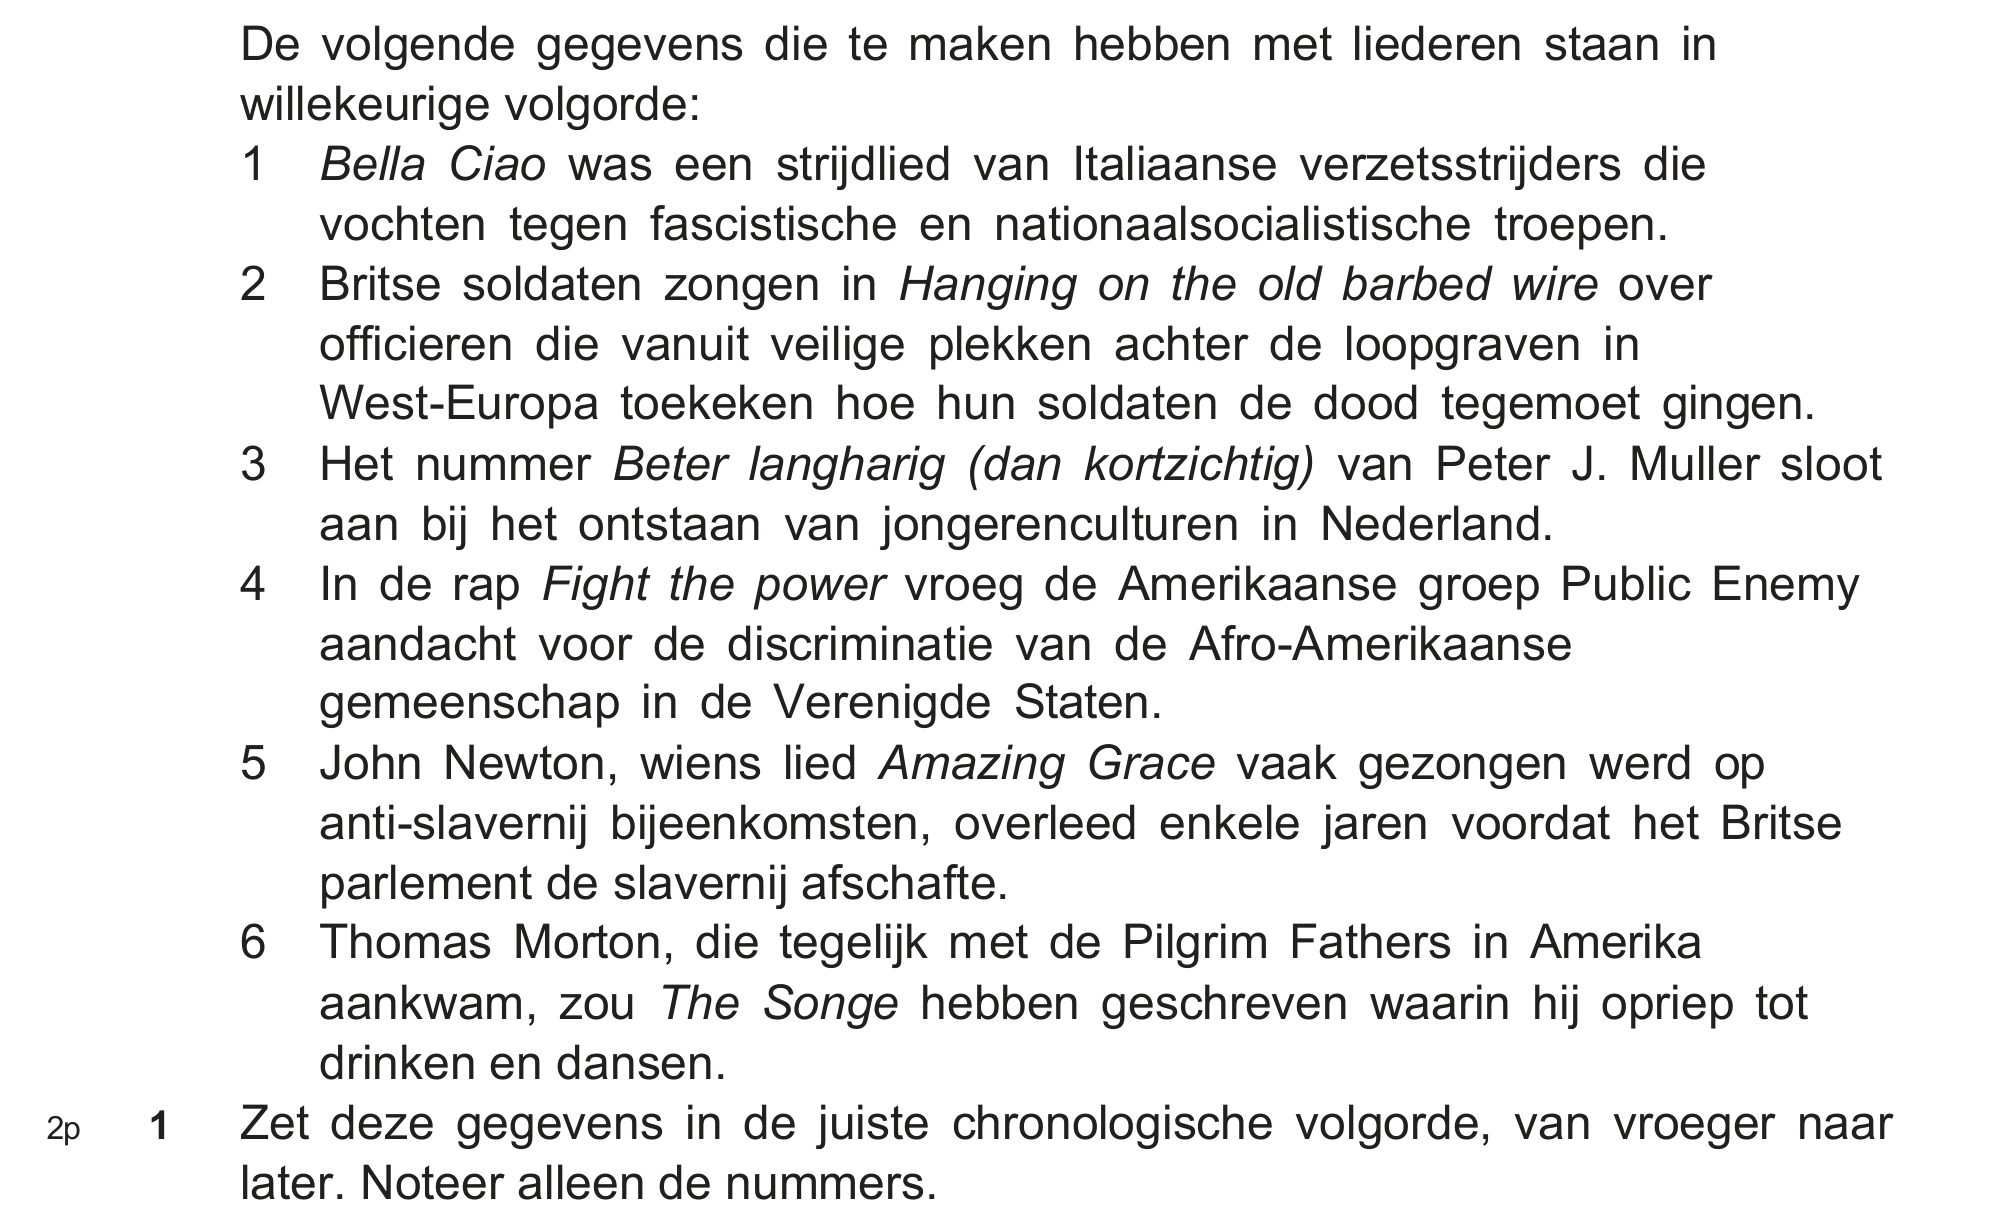 De volgende gegevens die te maken hebben met liederen staan in
willekeurige volgorde:
1 Bella Ciao was een strijdlied van Italiaanse verzetsstrijders die
vochten tegen fascistische en nationaalsocialistische troepen.
2 Britse soldaten zongen in Hanging on the old barbed wire over
officieren die vanuit veilige plekken achter de loopgraven in
West-Europa toekeken hoe hun soldaten de dood tegemoet gingen.
3 Het nummer Beter langharig (dan kortzichtig) van Peter J. Muller sloot
aan bij het ontstaan van jongerenculturen in Nederland.
4 In de rap Fight the power vroeg de Amerikaanse groep Public Enemy
aandacht voor de discriminatie van de Afro-Amerikaanse
gemeenschap in de Verenigde Staten.
5 John Newton, wiens lied Amazing Grace vaak gezongen werd op
anti-slavernij bijeenkomsten, overleed enkele jaren voordat het Britse
parlement de slavernij afschafte.
6 Thomas Morton, die tegelijk met de Pilgrim Fathers in Amerika
aankwam, zou The Songe hebben geschreven waarin hij opriep tot
drinken en dansen.
2p 1 Zet deze gegevens in de juiste chronologische volgorde, van vroeger naar
later. Noteer alleen de nummers.